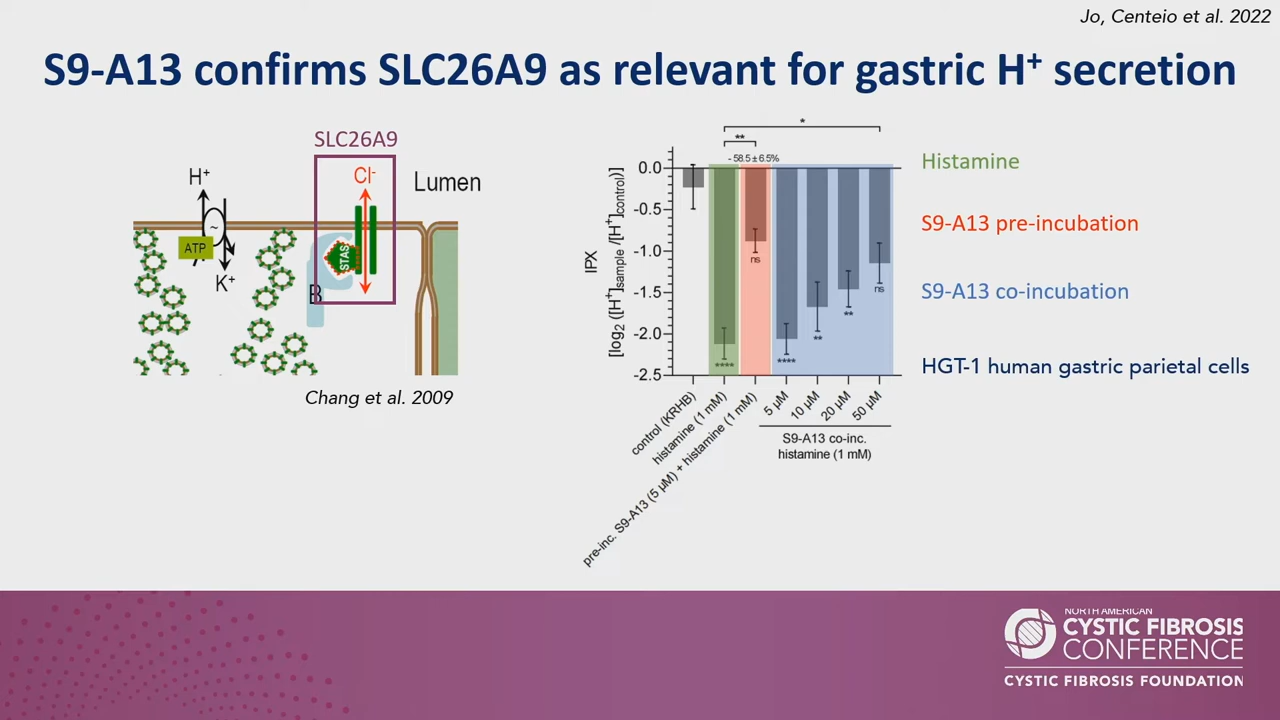 Jo, Centeio et al. 2022
S9-A13 confirms SLC26A9 as relevant for gastric H⁺ secretion
SLC26A9
H⁺
Cl⁻
Lumen
ATP
STAS
K⁺
B
Chang et al. 2009
*
**
- 58.5 ± 6.5%
0.0
-0.5
-1.0
-1.5
-2.0
-2.5
IPX
[log₂ ([H⁺]sample /[H⁺]control)]
****
ns
****
**
**
ns
control (KRHB)
histamine (1 mM)
pre-inc. S9-A13 (5 µM) + histamine (1 mM)
5 µM
10 µM
20 µM
50 µM
S9-A13 co-inc.
histamine (1 mM)
Histamine
S9-A13 pre-incubation
S9-A13 co-incubation
HGT-1 human gastric parietal cells
NORTH AMERICAN
CYSTIC FIBROSIS
CONFERENCE
CYSTIC FIBROSIS FOUNDATION